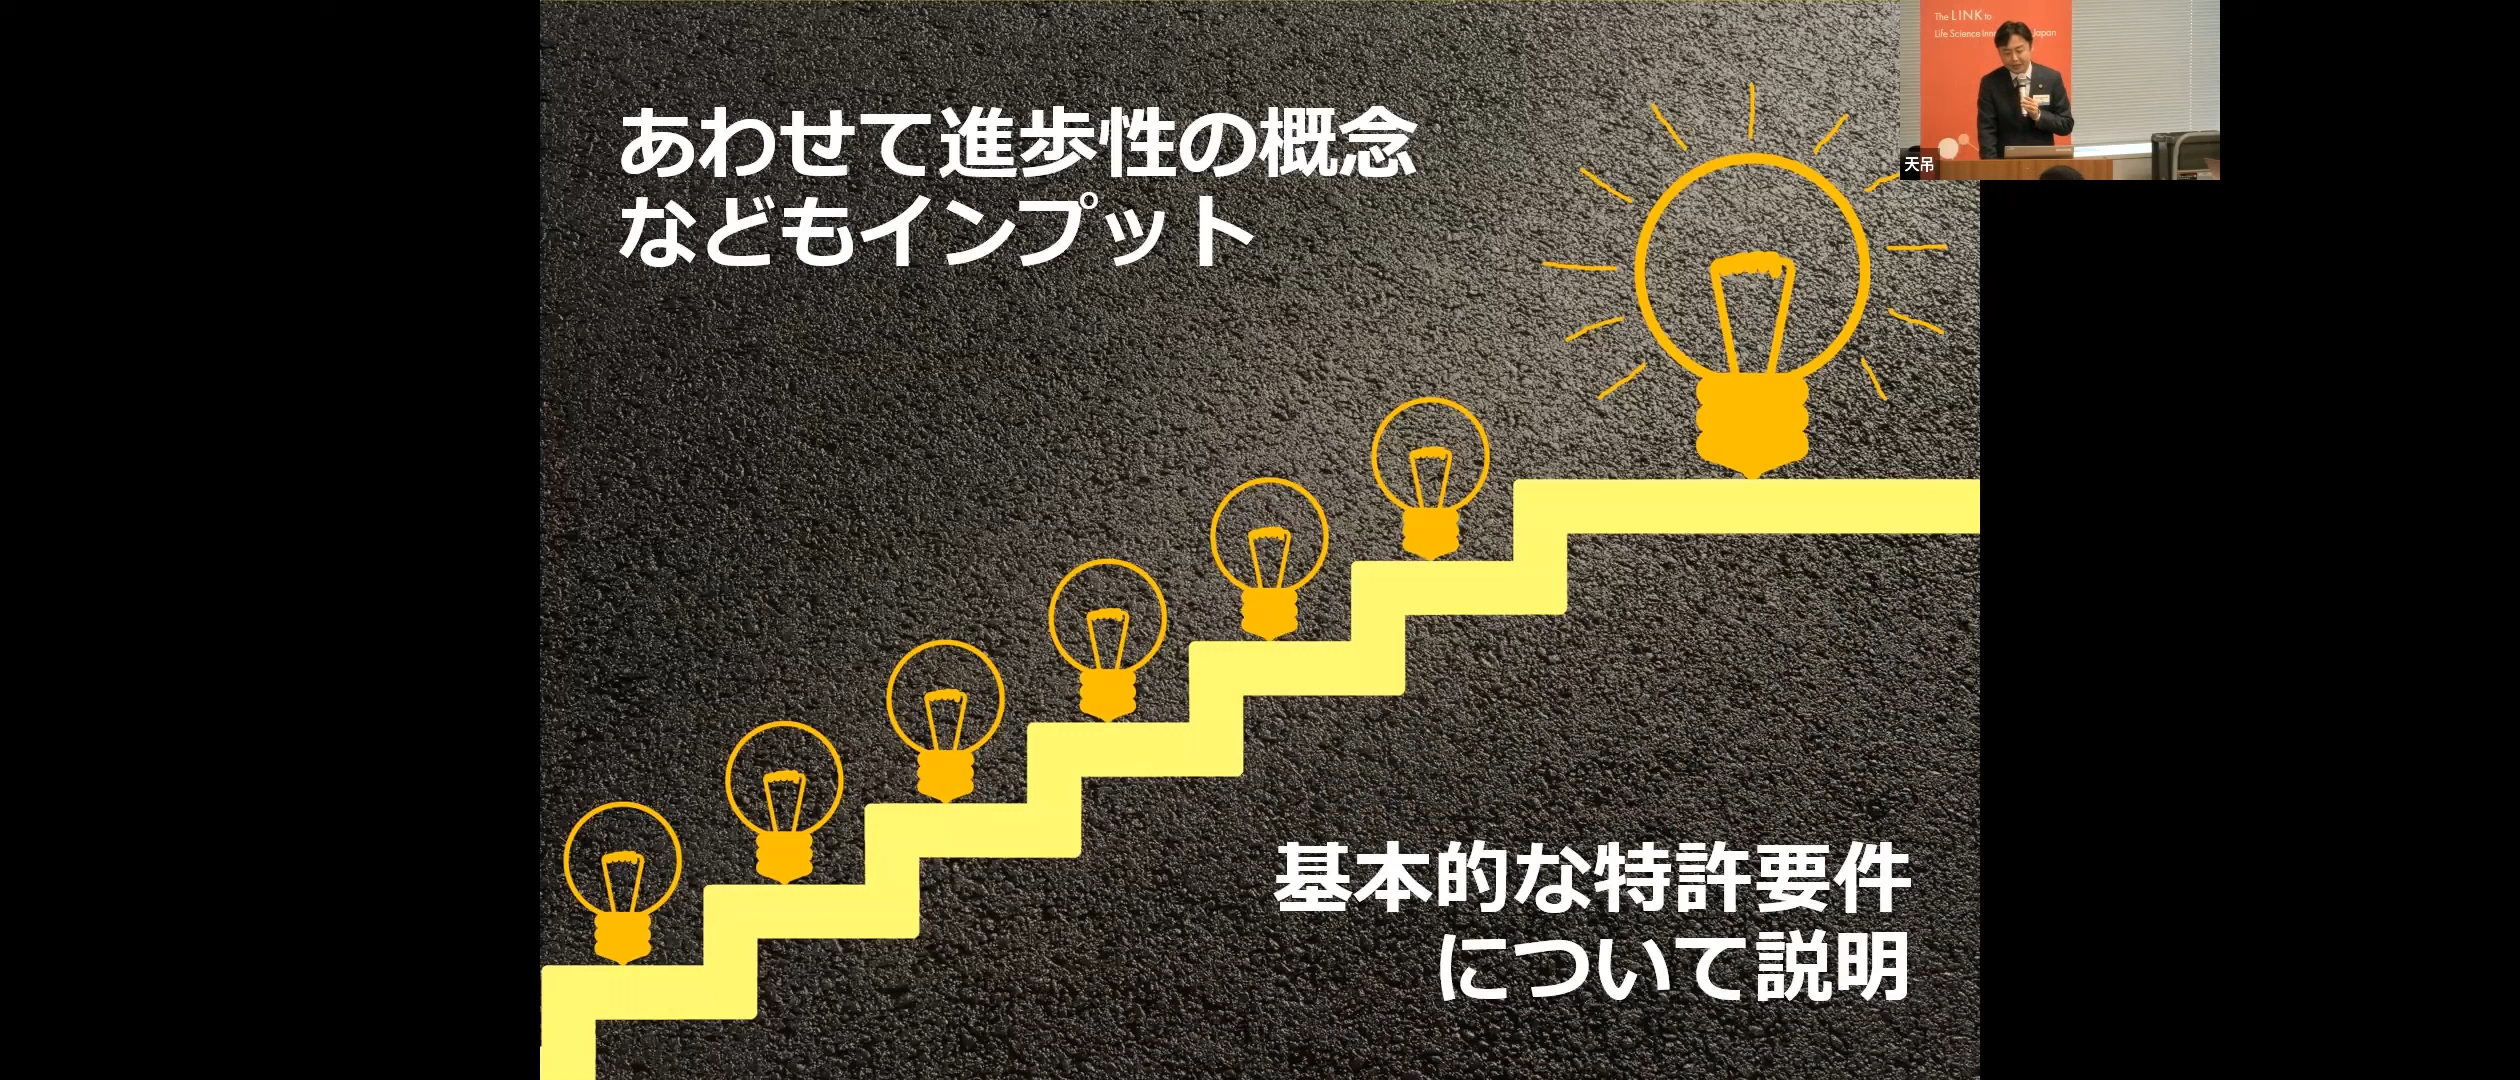 あわせて進歩性の概念
などもインプット
基本的な特許要件
について説明
The LINK to
Life Science Inn
Japan
天吊